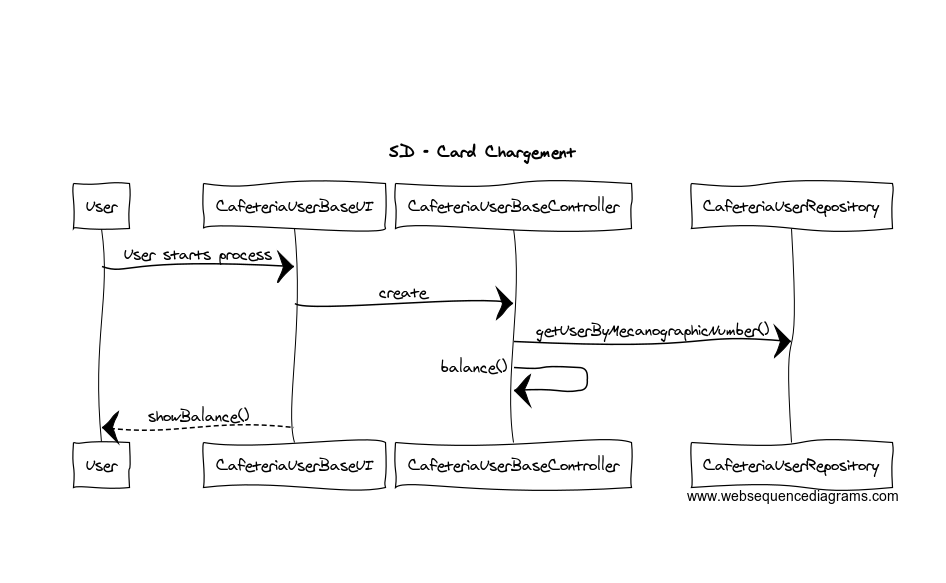 SD - Card Chargement
User
CafeteriaUserBaseUI
CafeteriaUserBaseController
CafeteriaUserRepository
User starts process
create
getUserByMecanographicNumber()
balance()
showBalance()
User
CafeteriaUserBaseUI
CafeteriaUserBaseController
CafeteriaUserRepository
www.websequencediagrams.com